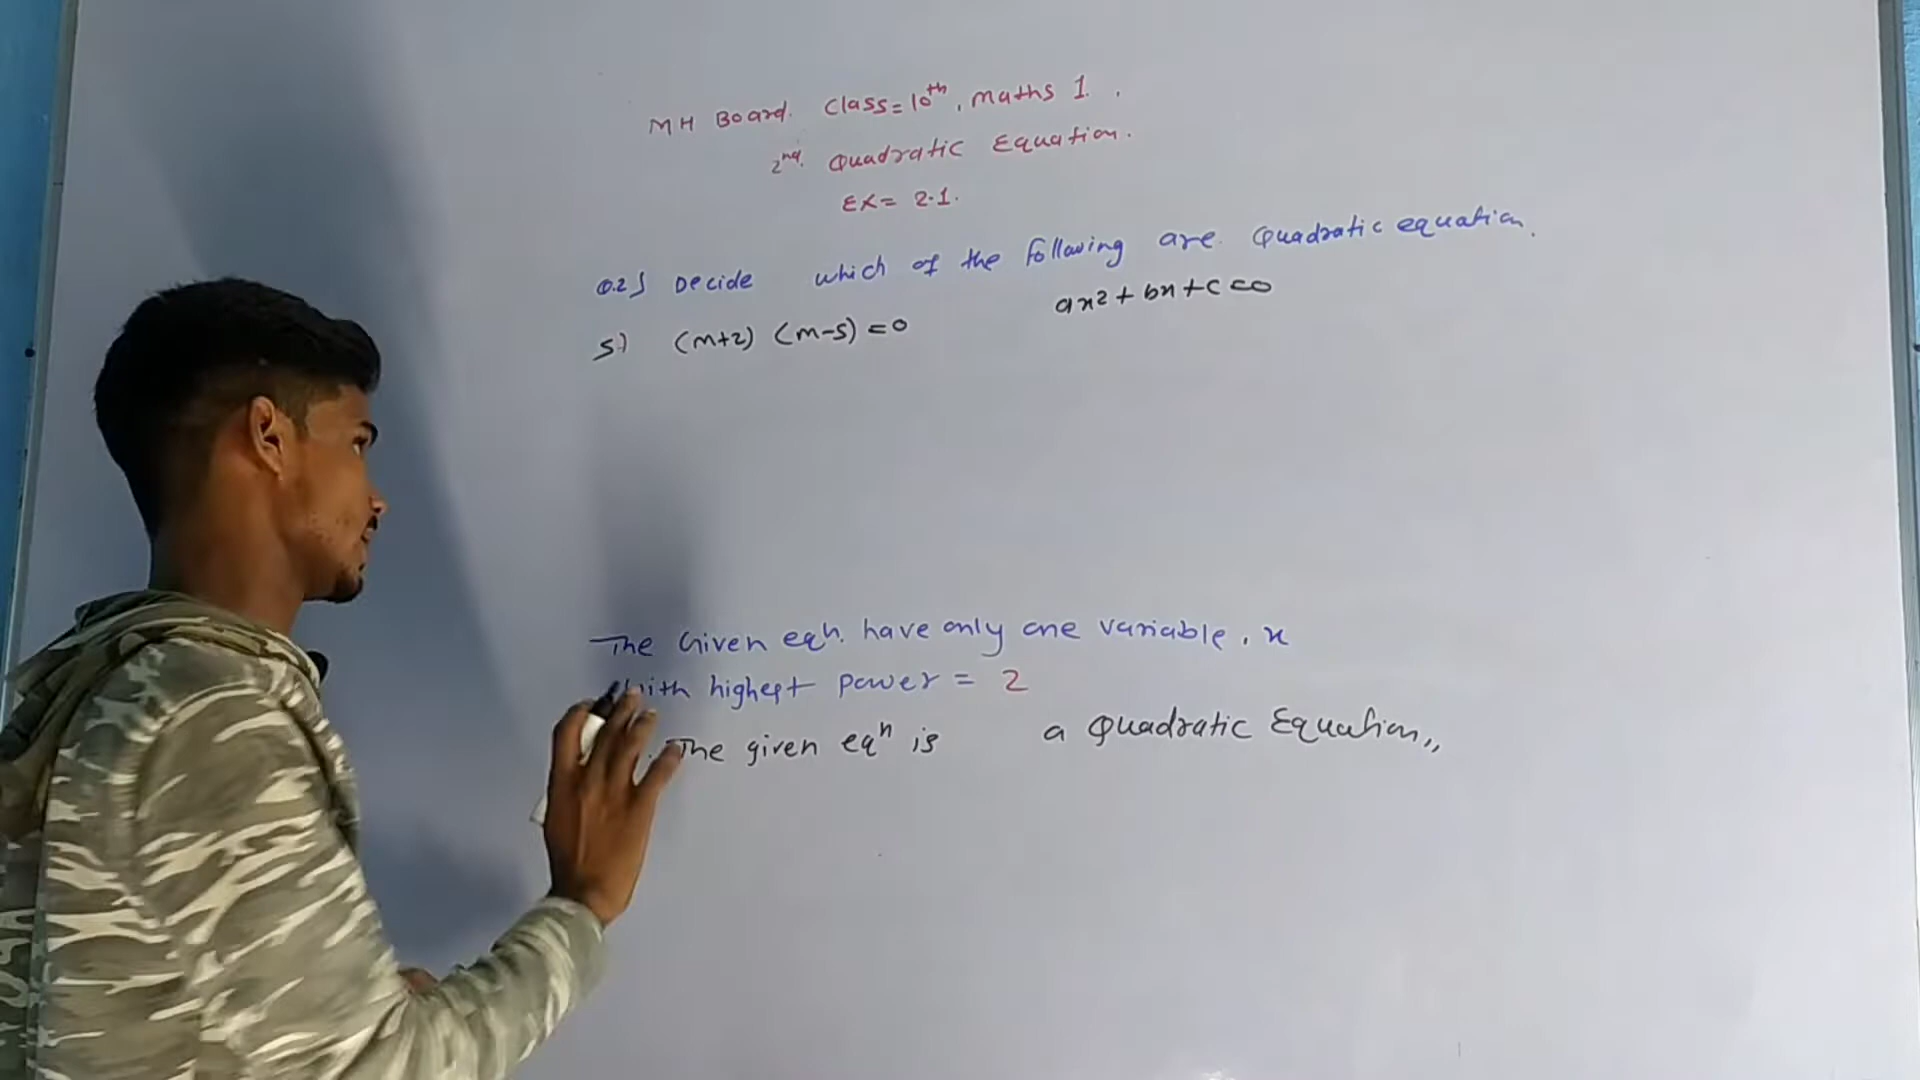 MH Board. Class=10th, Maths 1.
2nd. Quadratic Equation.
EX= 2.1.
Q.2) Decide which of the following are Quadratic equation.
5) (m+2) (m-5) =0 ax²+bx+c=0
The Given eqn. have only one variable, x
with highest power = 2
The given eqn is a Quadratic Equation,,